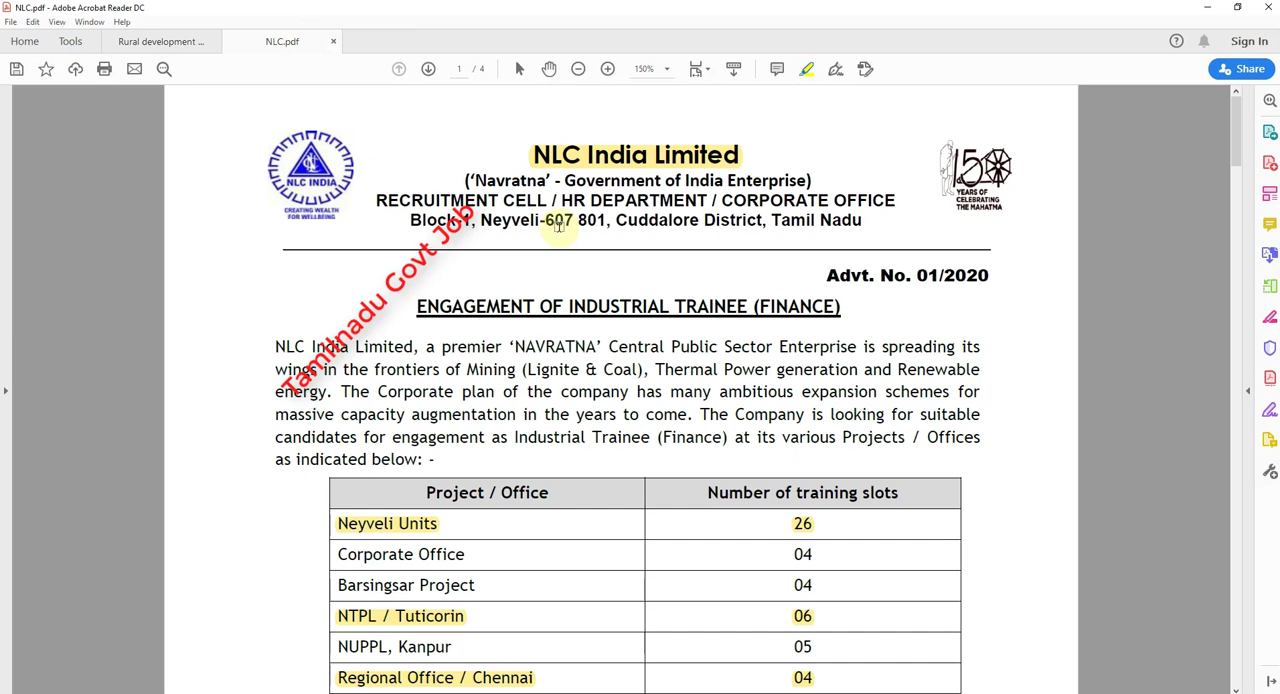 NLC.pdf - Adobe Acrobat Reader DC
File Edit View Window Help
Home Tools Rural development ... NLC.pdf × Sign In
1 / 4 150% Share
NLC India Limited
('Navratna' - Government of India Enterprise)
RECRUITMENT CELL / HR DEPARTMENT / CORPORATE OFFICE
Block-1, Neyveli-607 801, Cuddalore District, Tamil Nadu
NLC INDIA
CREATING WEALTH
FOR WELLBEING
150
YEARS OF
CELEBRATING
THE MAHATMA
Tamilnadu Govt Job
Advt. No. 01/2020
ENGAGEMENT OF INDUSTRIAL TRAINEE (FINANCE)
NLC India Limited, a premier 'NAVRATNA' Central Public Sector Enterprise is spreading its
wings in the frontiers of Mining (Lignite & Coal), Thermal Power generation and Renewable
energy. The Corporate plan of the company has many ambitious expansion schemes for
massive capacity augmentation in the years to come. The Company is looking for suitable
candidates for engagement as Industrial Trainee (Finance) at its various Projects / Offices
as indicated below: -
Project / Office Number of training slots
Neyveli Units 26
Corporate Office 04
Barsingsar Project 04
NTPL / Tuticorin 06
NUPPL, Kanpur 05
Regional Office / Chennai 04